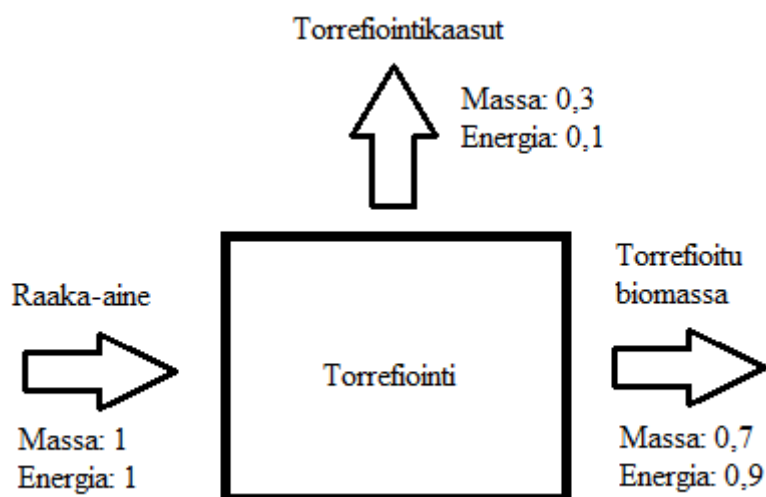 Torrefiointikaasut
Massa: 0,3
Energia: 0,1
Raaka-aine
Massa: 1
Energia: 1
Torrefiointi
Torrefioitu
biomassa
Massa: 0,7
Energia: 0,9